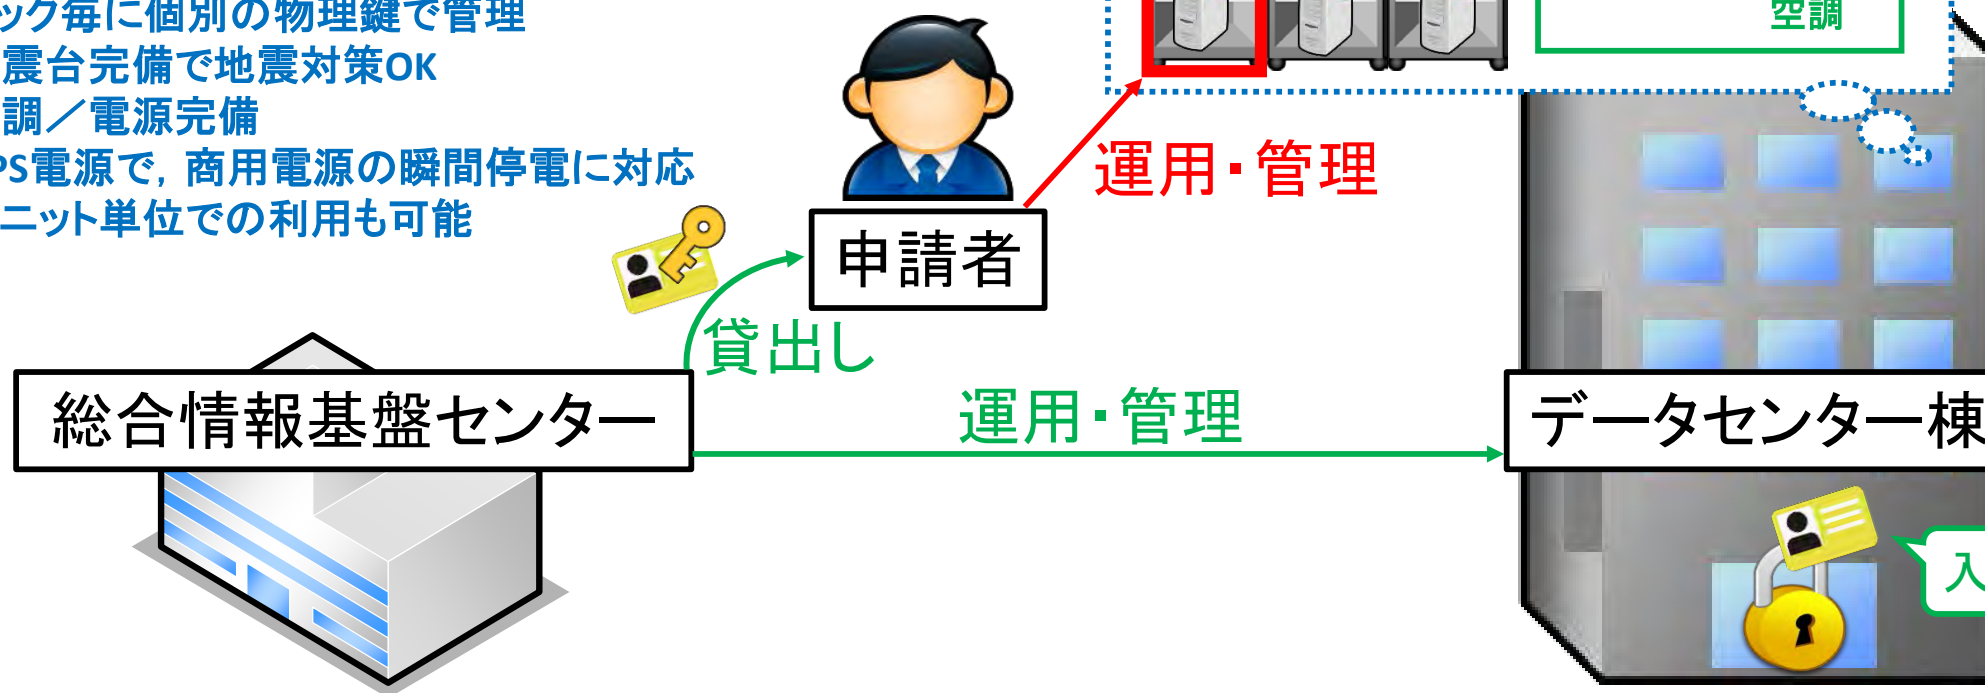 ック毎に個別の物理鍵で管理
震台完備で地震対策OK
調／電源完備
PS電源で，商用電源の瞬間停電に対応
ニット単位での利用も可能
空調
運用・管理
申請者
貸出し
総合情報基盤センター
運用・管理
データセンター棟
入